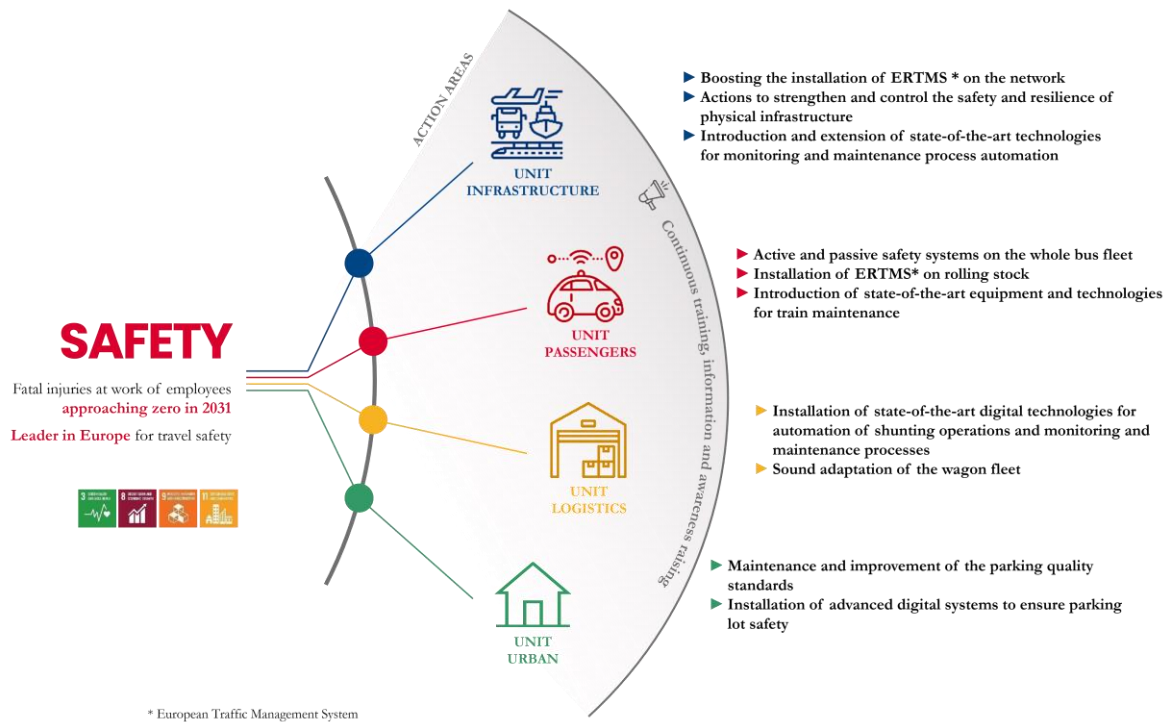 SAFETY
Fatal injuries at work of employees
approaching zero in 2031
Leader in Europe for travel safety
3
8
9
11
ACTION AREAS
UNIT
INFRASTRUCTURE
► Boosting the installation of ERTMS * on the network
► Actions to strengthen and control the safety and resilience of
physical infrastructure
► Introduction and extension of state-of-the-art technologies
for monitoring and maintenance process automation
UNIT
PASSENGERS
► Active and passive safety systems on the whole bus fleet
► Installation of ERTMS* on rolling stock
► Introduction of state-of-the-art equipment and technologies
for train maintenance
UNIT
LOGISTICS
► Installation of state-of-the-art digital technologies for
automation of shunting operations and monitoring and
maintenance processes
► Sound adaptation of the wagon fleet
UNIT
URBAN
► Maintenance and improvement of the parking quality
standards
► Installation of advanced digital systems to ensure parking
lot safety
Continuous training, information and awareness raising
* European Traffic Management System